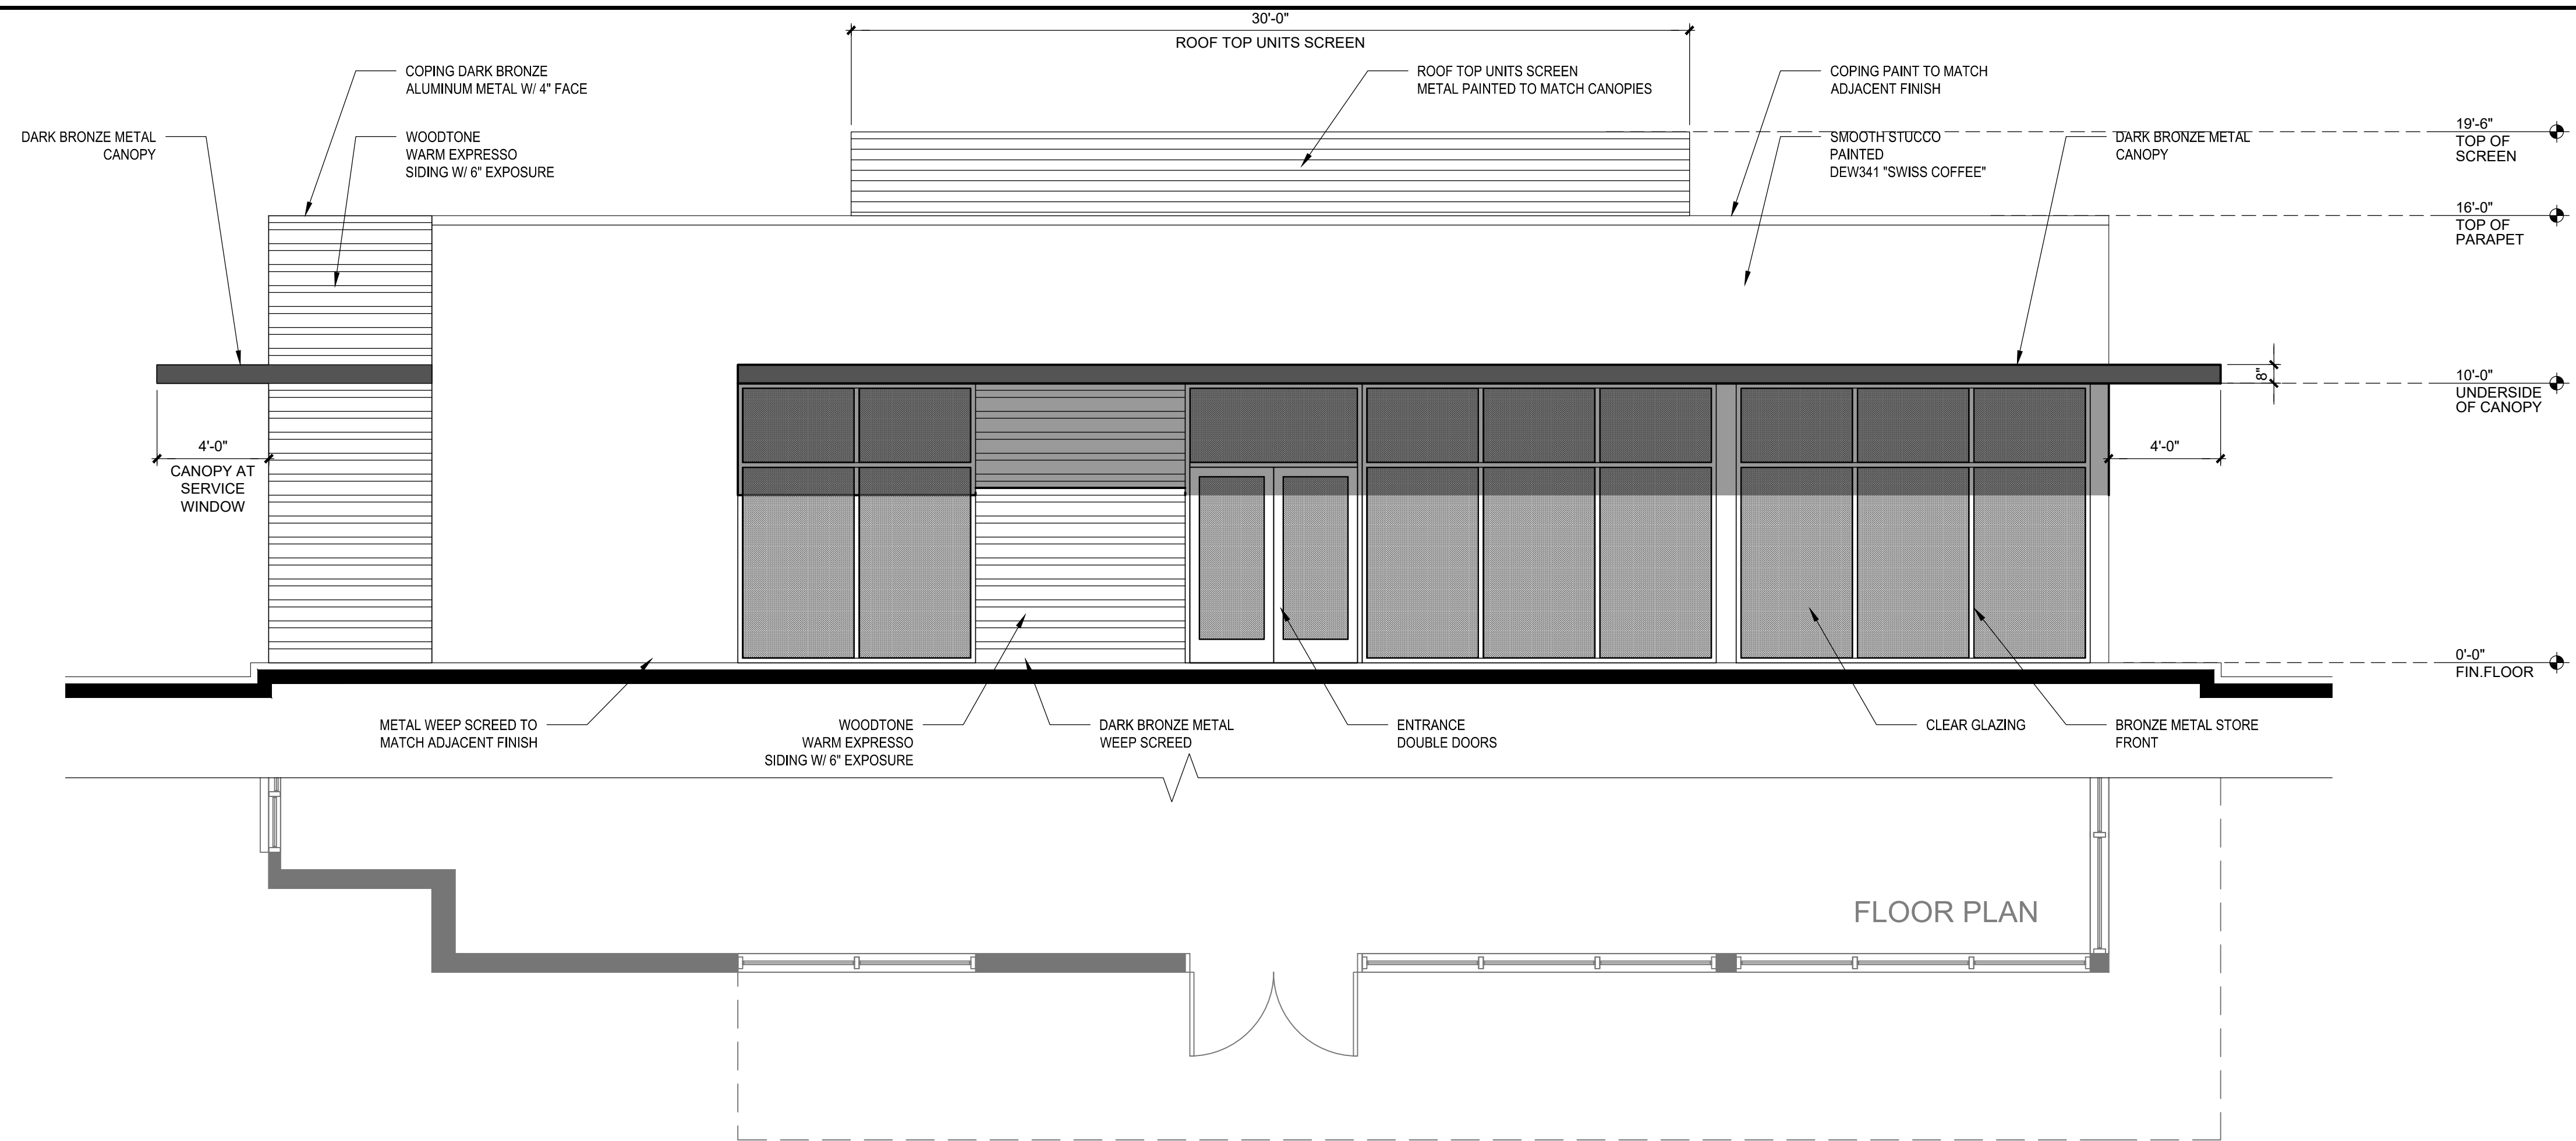 30'-0"
ROOF TOP UNITS SCREEN
COPING DARK BRONZE
ALUMINUM METAL W/ 4" FACE
ROOF TOP UNITS SCREEN
METAL PAINTED TO MATCH CANOPIES
COPING PAINT TO MATCH
ADJACENT FINISH
DARK BRONZE METAL
CANOPY
WOODTONE
WARM EXPRESSO
SIDING W/ 6" EXPOSURE
SMOOTH STUCCO
PAINTED
DEW341 "SWISS COFFEE"
DARK BRONZE METAL
CANOPY
19'-6"
TOP OF
SCREEN
16'-0"
TOP OF
PARAPET
8"
10'-0"
UNDERSIDE
OF CANOPY
4'-0"
CANOPY AT
SERVICE
WINDOW
4'-0"
0'-0"
FIN.FLOOR
METAL WEEP SCREED TO
MATCH ADJACENT FINISH
WOODTONE
WARM EXPRESSO
SIDING W/ 6" EXPOSURE
DARK BRONZE METAL
WEEP SCREED
ENTRANCE
DOUBLE DOORS
CLEAR GLAZING
BRONZE METAL STORE
FRONT
FLOOR PLAN